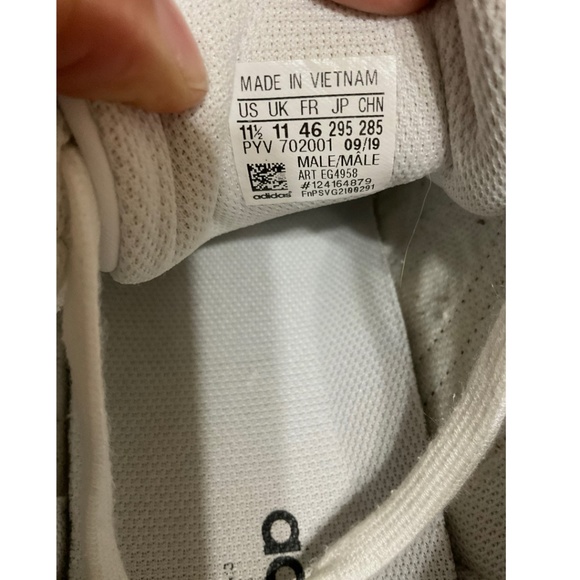 MADE IN VIETNAM
US UK FR JP CHN
11½ 11 46 295 285
PYV 702001 09/19
MALE/MÂLE
ART EG4958
#124164879
FnPSVG2100291
adidas